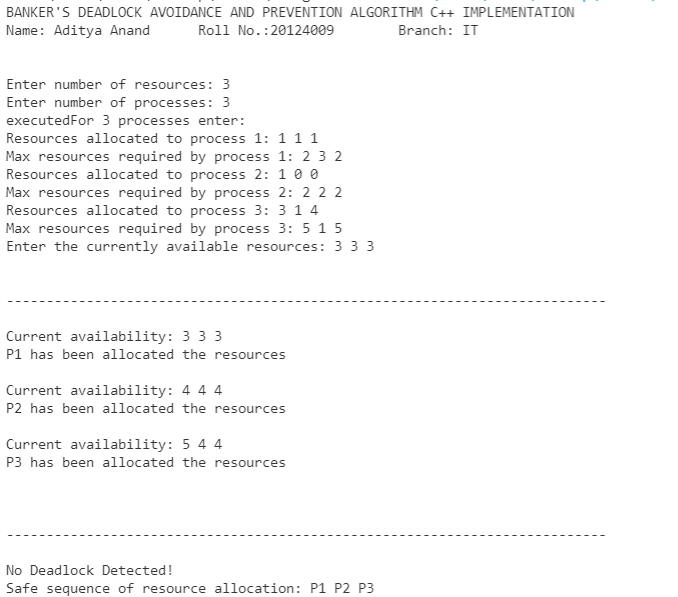 BANKER'S DEADLOCK AVOIDANCE AND PREVENTION ALGORITHM C++ IMPLEMENTATION
Name: Aditya Anand      Roll No.:20124009        Branch: IT
Enter number of resources: 3
Enter number of processes: 3
executedFor 3 processes enter:
Resources allocated to process 1: 1 1 1
Max resources required by process 1: 2 3 2
Resources allocated to process 2: 1 0 0
Max resources required by process 2: 2 2 2
Resources allocated to process 3: 3 1 4
Max resources required by process 3: 5 1 5
Enter the currently available resources: 3 3 3
---------------------------------------------------------------------------
Current availability: 3 3 3
P1 has been allocated the resources
Current availability: 4 4 4
P2 has been allocated the resources
Current availability: 5 4 4
P3 has been allocated the resources
---------------------------------------------------------------------------
No Deadlock Detected!
Safe sequence of resource allocation: P1 P2 P3